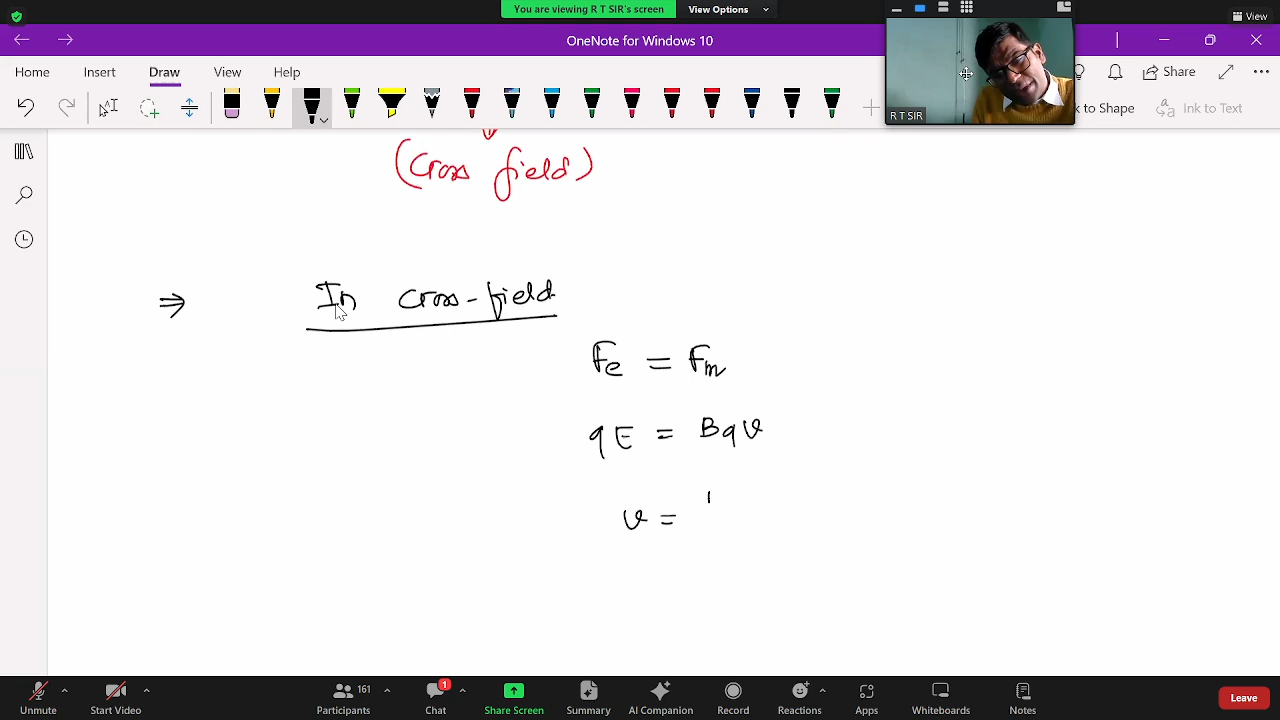 You are viewing R T SIR's screen
View Options
View
OneNote for Windows 10
Home
Insert
Draw
View
Help
Share
to Shape
Ink to Text
R T SIR
(Cross field)
⇒ In cross-field
Fe = Fm
qE = Bqv
v =
Unmute
Start Video
161
Participants
1
Chat
Share Screen
Summary
AI Companion
Record
Reactions
Apps
Whiteboards
Notes
Leave